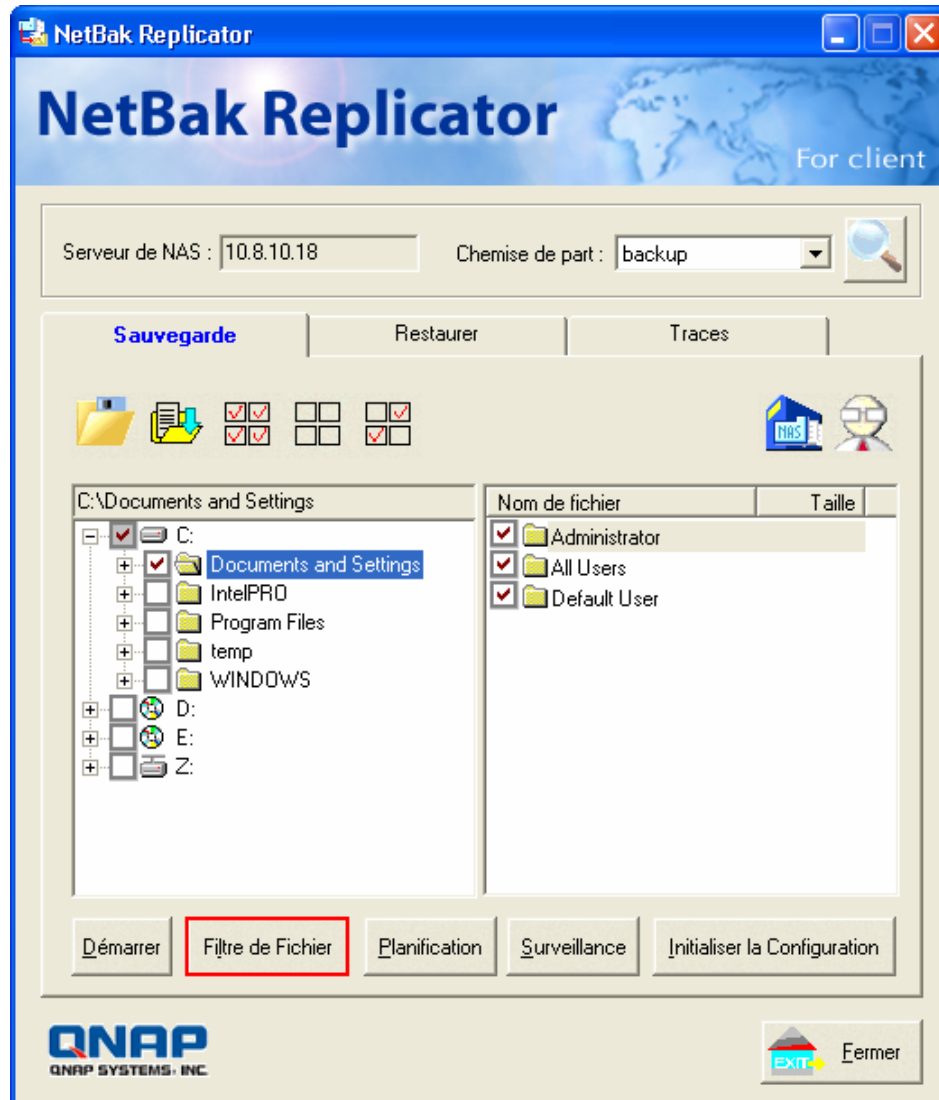 NetBak Replicator
NetBak Replicator
For client
Serveur de NAS : 10.8.10.18 Chemise de part : backup
Sauvegarde Restaurer Traces
NAS
C:\Documents and Settings Nom de fichier Taille
C: Administrator
Documents and Settings All Users
IntelPRO Default User
Program Files
temp
WINDOWS
D:
E:
Z:
Démarrer Filtre de Fichier Planification Surveillance Initialiser la Configuration
QNAP
QNAP SYSTEMS, INC.
EXIT Fermer